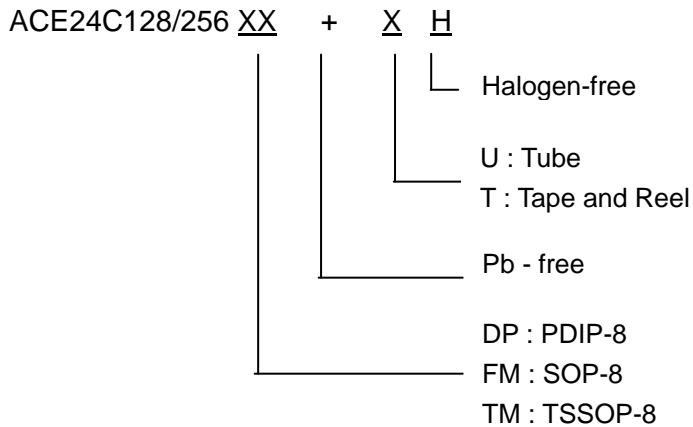 ACE24C128/256 XX + X H
Halogen-free
U : Tube
T : Tape and Reel
Pb - free
DP : PDIP-8
FM : SOP-8
TM : TSSOP-8